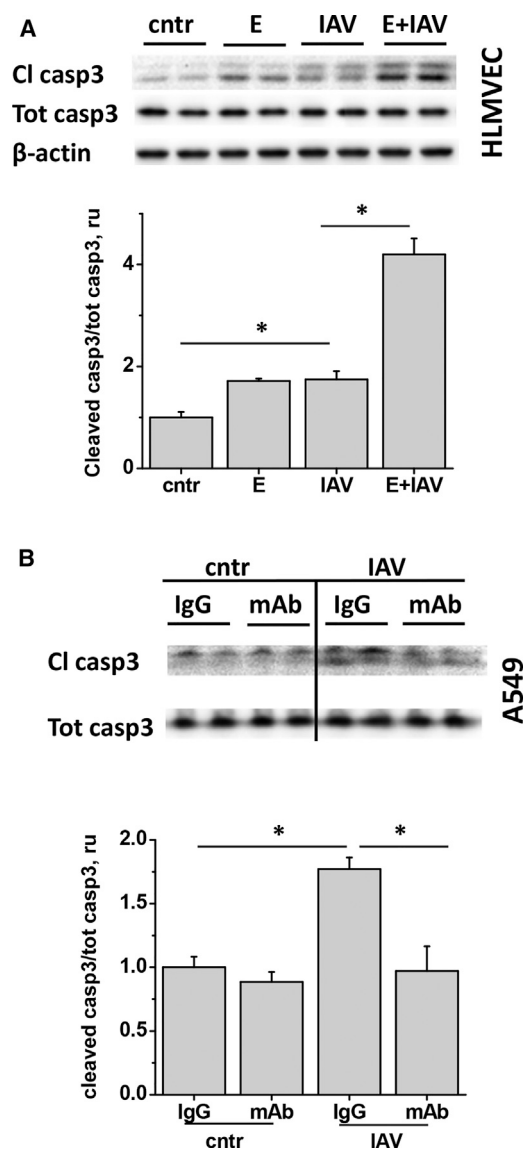 A
cntr E IAV E+IAV
Cl casp3
Tot casp3
β-actin
HLMVEC
Cleaved casp3/tot casp3, ru
4
2
0
*
*
cntr E IAV E+IAV
B
cntr IAV
IgG mAb IgG mAb
Cl casp3
Tot casp3
A549
cleaved casp3/tot casp3, ru
2.0
1.5
1.0
0.5
0.0
* *
IgG mAb IgG mAb
cntr IAV